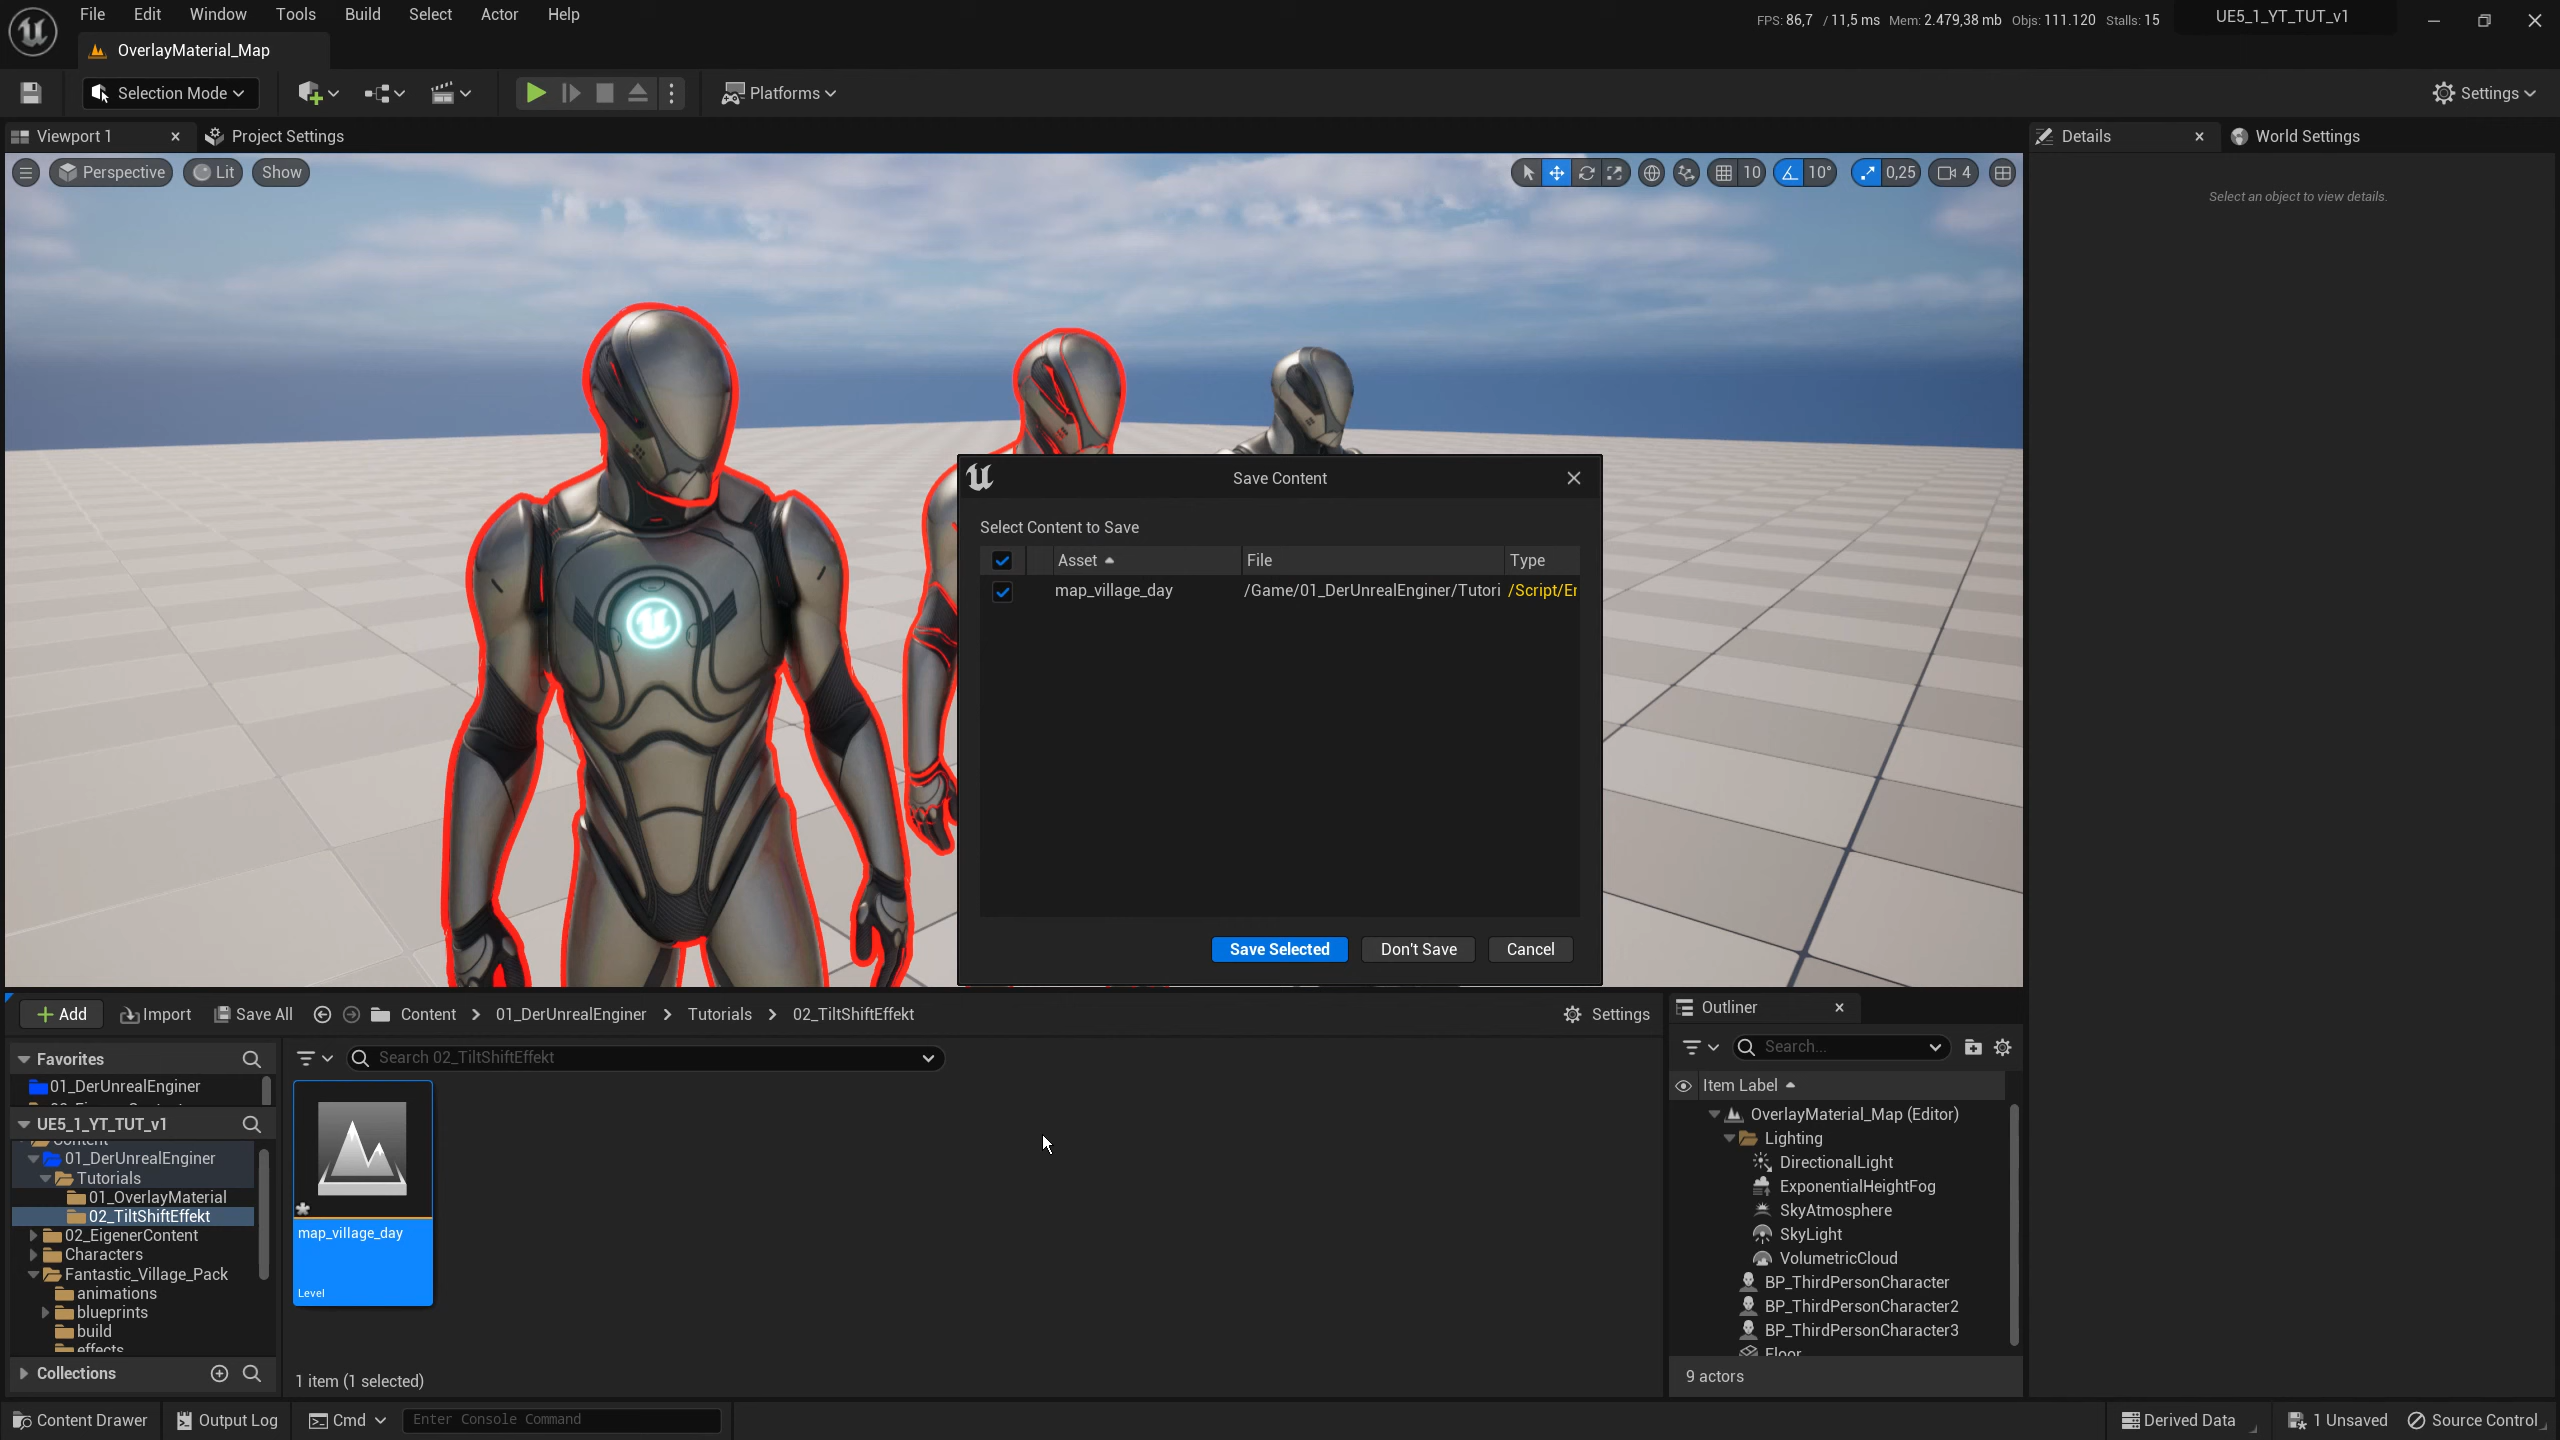 File Edit Window Tools Build Select Actor Help
FPS: 86,7 / 11,5 ms Mem: 2.479,38 mb Objs: 111.120 Stalls: 15
UE5_1_YT_TUT_v1
OverlayMaterial_Map
Selection Mode
Platforms
Settings
Viewport 1
Project Settings
Details
World Settings
Perspective
Lit
Show
10
10°
0,25
4
Select an object to view details.
Save Content
Select Content to Save
Asset File Type
map_village_day /Game/01_DerUnrealEnginer/Tutori /Script/Er
Save Selected
Don't Save
Cancel
Add
Import
Save All
Content > 01_DerUnrealEnginer > Tutorials > 02_TiltShiftEffekt
Settings
Favorites
01_DerUnrealEnginer
Search 02_TiltShiftEffekt
UE5_1_YT_TUT_v1
Content
01_DerUnrealEnginer
Tutorials
01_OverlayMaterial
02_TiltShiftEffekt
02_EigenerContent
Characters
Fantastic_Village_Pack
animations
blueprints
build
effects
Collections
map_village_day
Level
1 item (1 selected)
Outliner
Search...
Item Label
OverlayMaterial_Map (Editor)
Lighting
DirectionalLight
ExponentialHeightFog
SkyAtmosphere
SkyLight
VolumetricCloud
BP_ThirdPersonCharacter
BP_ThirdPersonCharacter2
BP_ThirdPersonCharacter3
Floor
9 actors
Content Drawer
Output Log
Cmd
Enter Console Command
Derived Data
1 Unsaved
Source Control